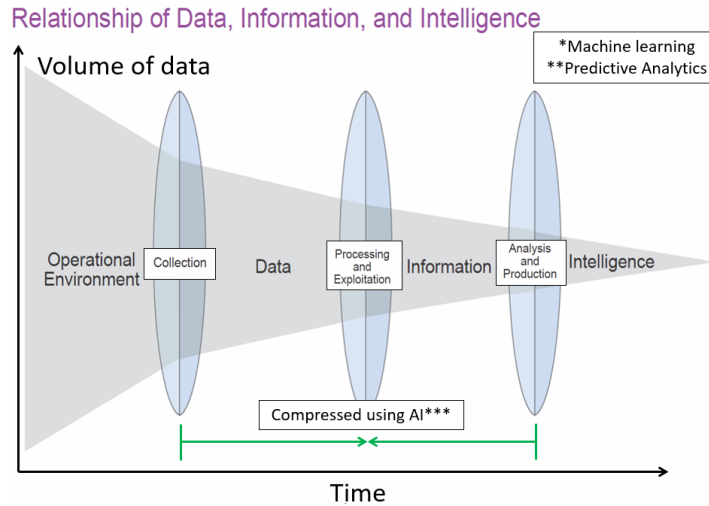 Relationship of Data, Information, and Intelligence
*Machine learning
**Predictive Analytics
Volume of data
Operational
Environment
Collection
Data
Processing
and
Exploitation
Information
Analysis
and
Production
Intelligence
Compressed using AI***
Time